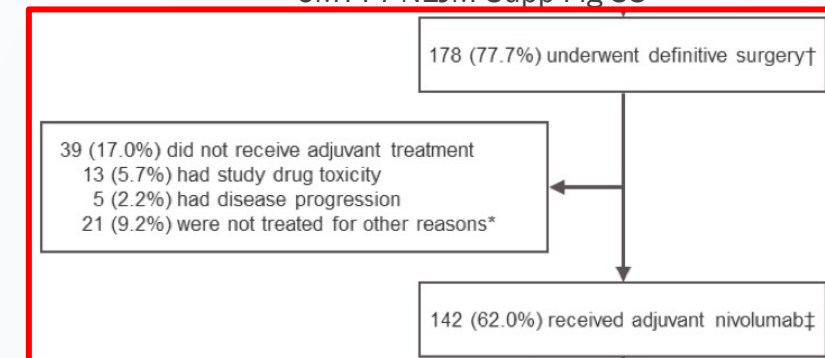 178 (77.7%) underwent definitive surgery†
39 (17.0%) did not receive adjuvant treatment
13 (5.7%) had study drug toxicity
5 (2.2%) had disease progression
21 (9.2%) were not treated for other reasons*
142 (62.0%) received adjuvant nivolumab‡